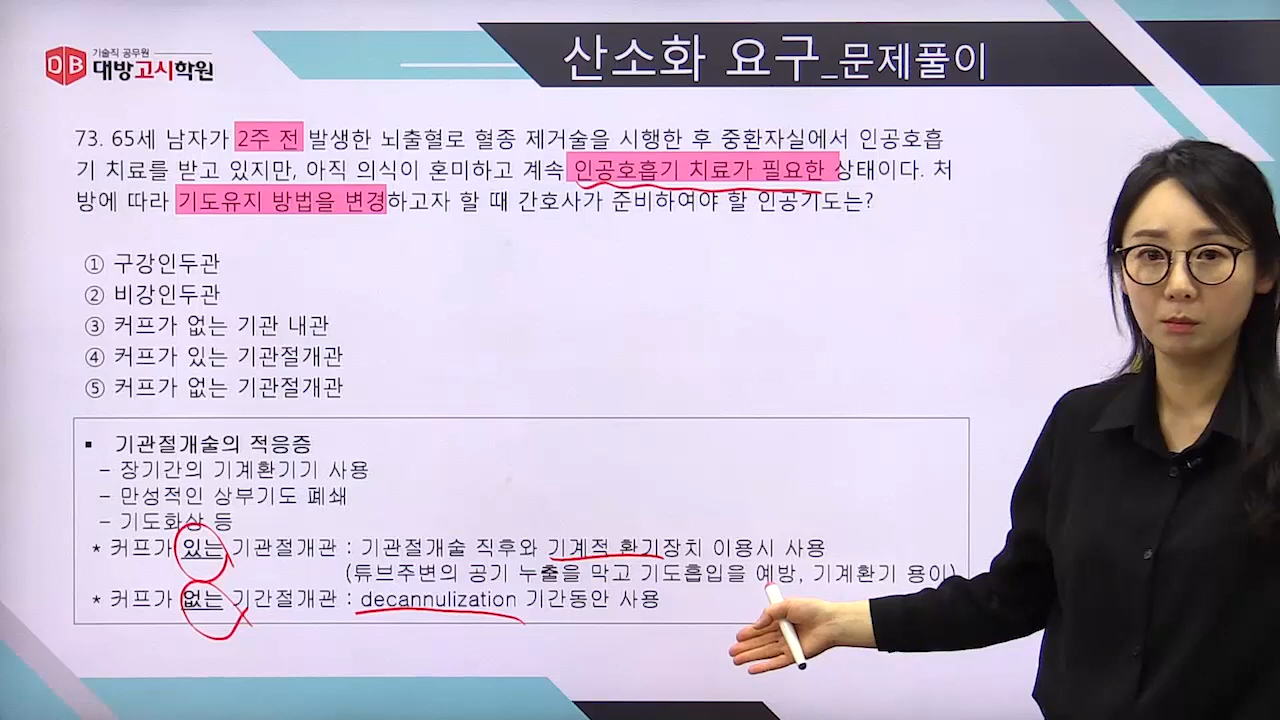 기술직 공무원
DB 대방고시학원
산소화 요구_문제풀이
73. 65세 남자가 2주 전 발생한 뇌출혈로 혈종 제거술을 시행한 후 중환자실에서 인공호흡
기 치료를 받고 있지만, 아직 의식이 혼미하고 계속 인공호흡기 치료가 필요한 상태이다. 처
방에 따라 기도유지 방법을 변경하고자 할 때 간호사가 준비하여야 할 인공기도는?
① 구강인두관
② 비강인두관
③ 커프가 없는 기관 내관
④ 커프가 있는 기관절개관
⑤ 커프가 없는 기관절개관
▪ 기관절개술의 적응증
– 장기간의 기계환기기 사용
– 만성적인 상부기도 폐쇄
– 기도화상 등
* 커프가 있는 기관절개관 : 기관절개술 직후와 기계적 환기장치 이용시 사용
(튜브주변의 공기 누출을 막고 기도흡입을 예방, 기계환기 용이)
* 커프가 없는 기간절개관 : decannulization 기간동안 사용